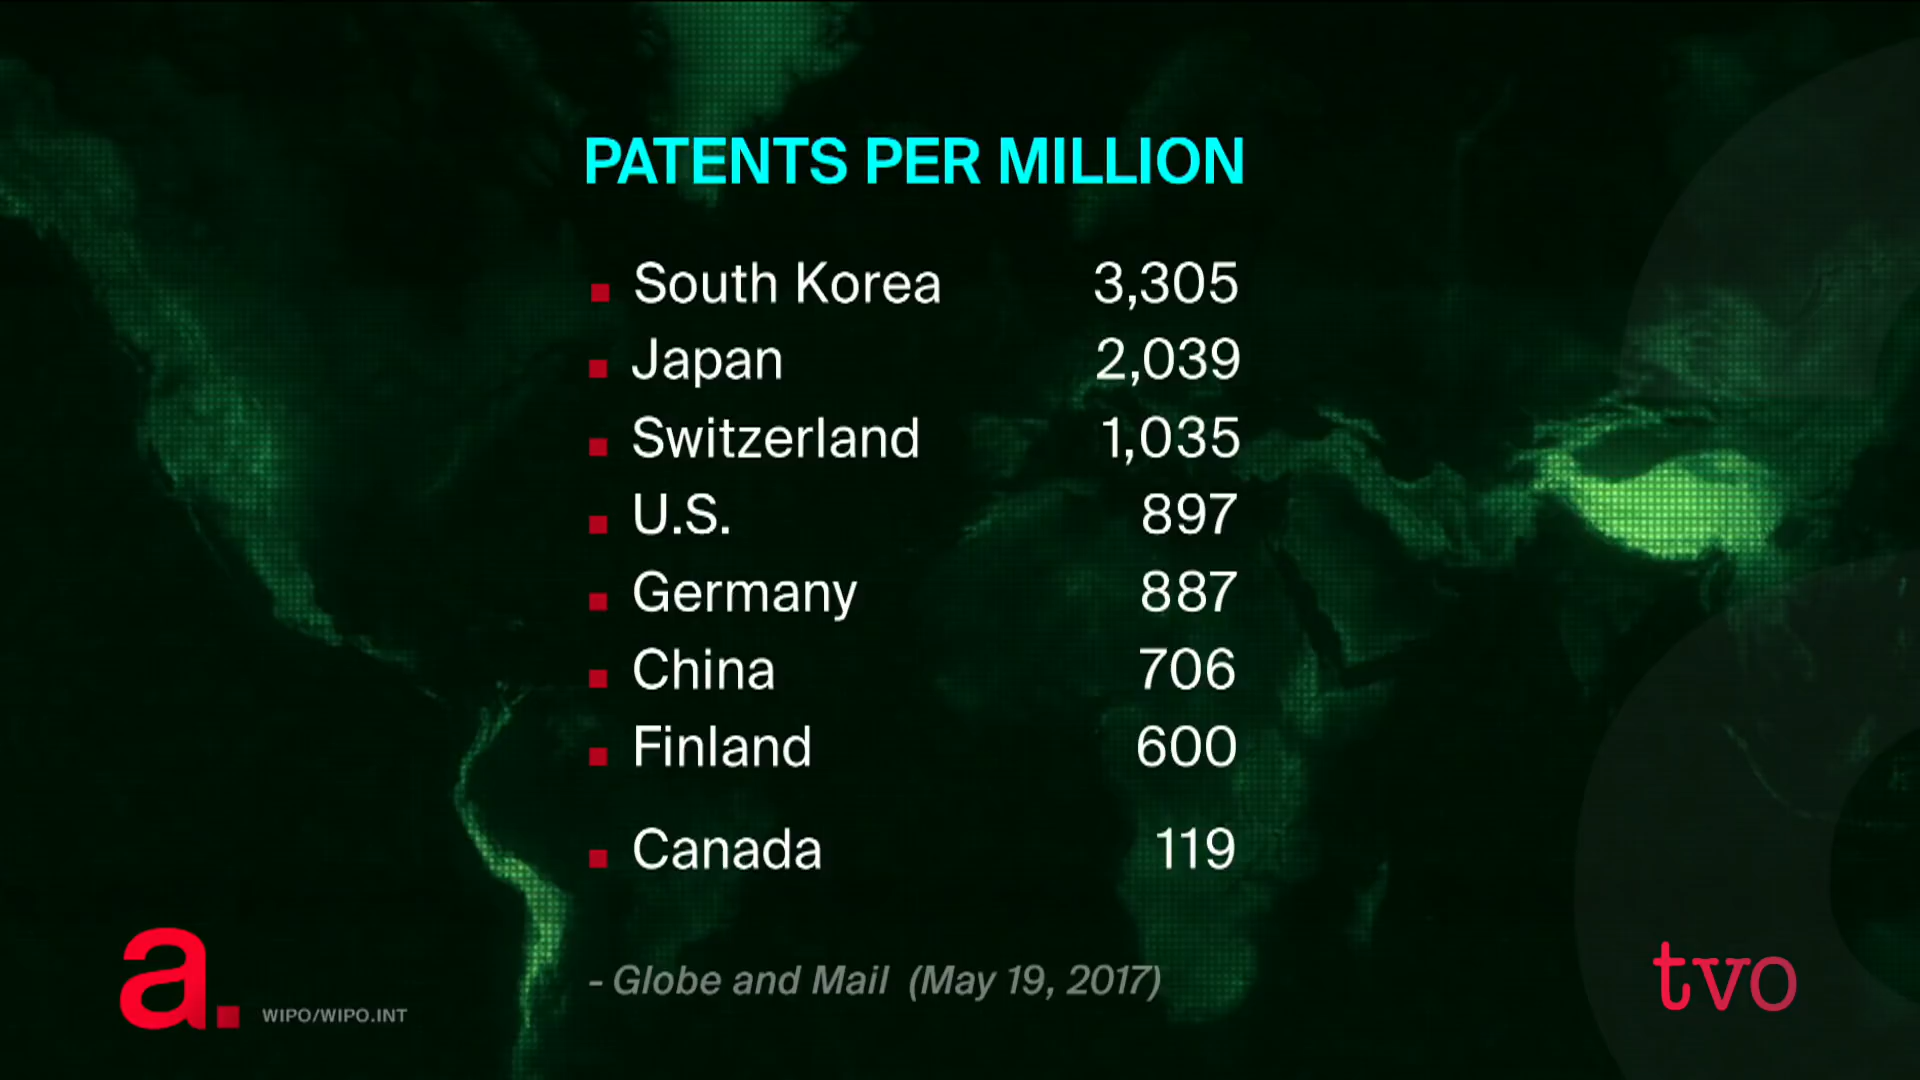 PATENTS PER MILLION
South Korea 3,305
Japan 2,039
Switzerland 1,035
U.S. 897
Germany 887
China 706
Finland 600
Canada 119
- Globe and Mail (May 19, 2017)
a. WIPO/WIPO.INT
tvo